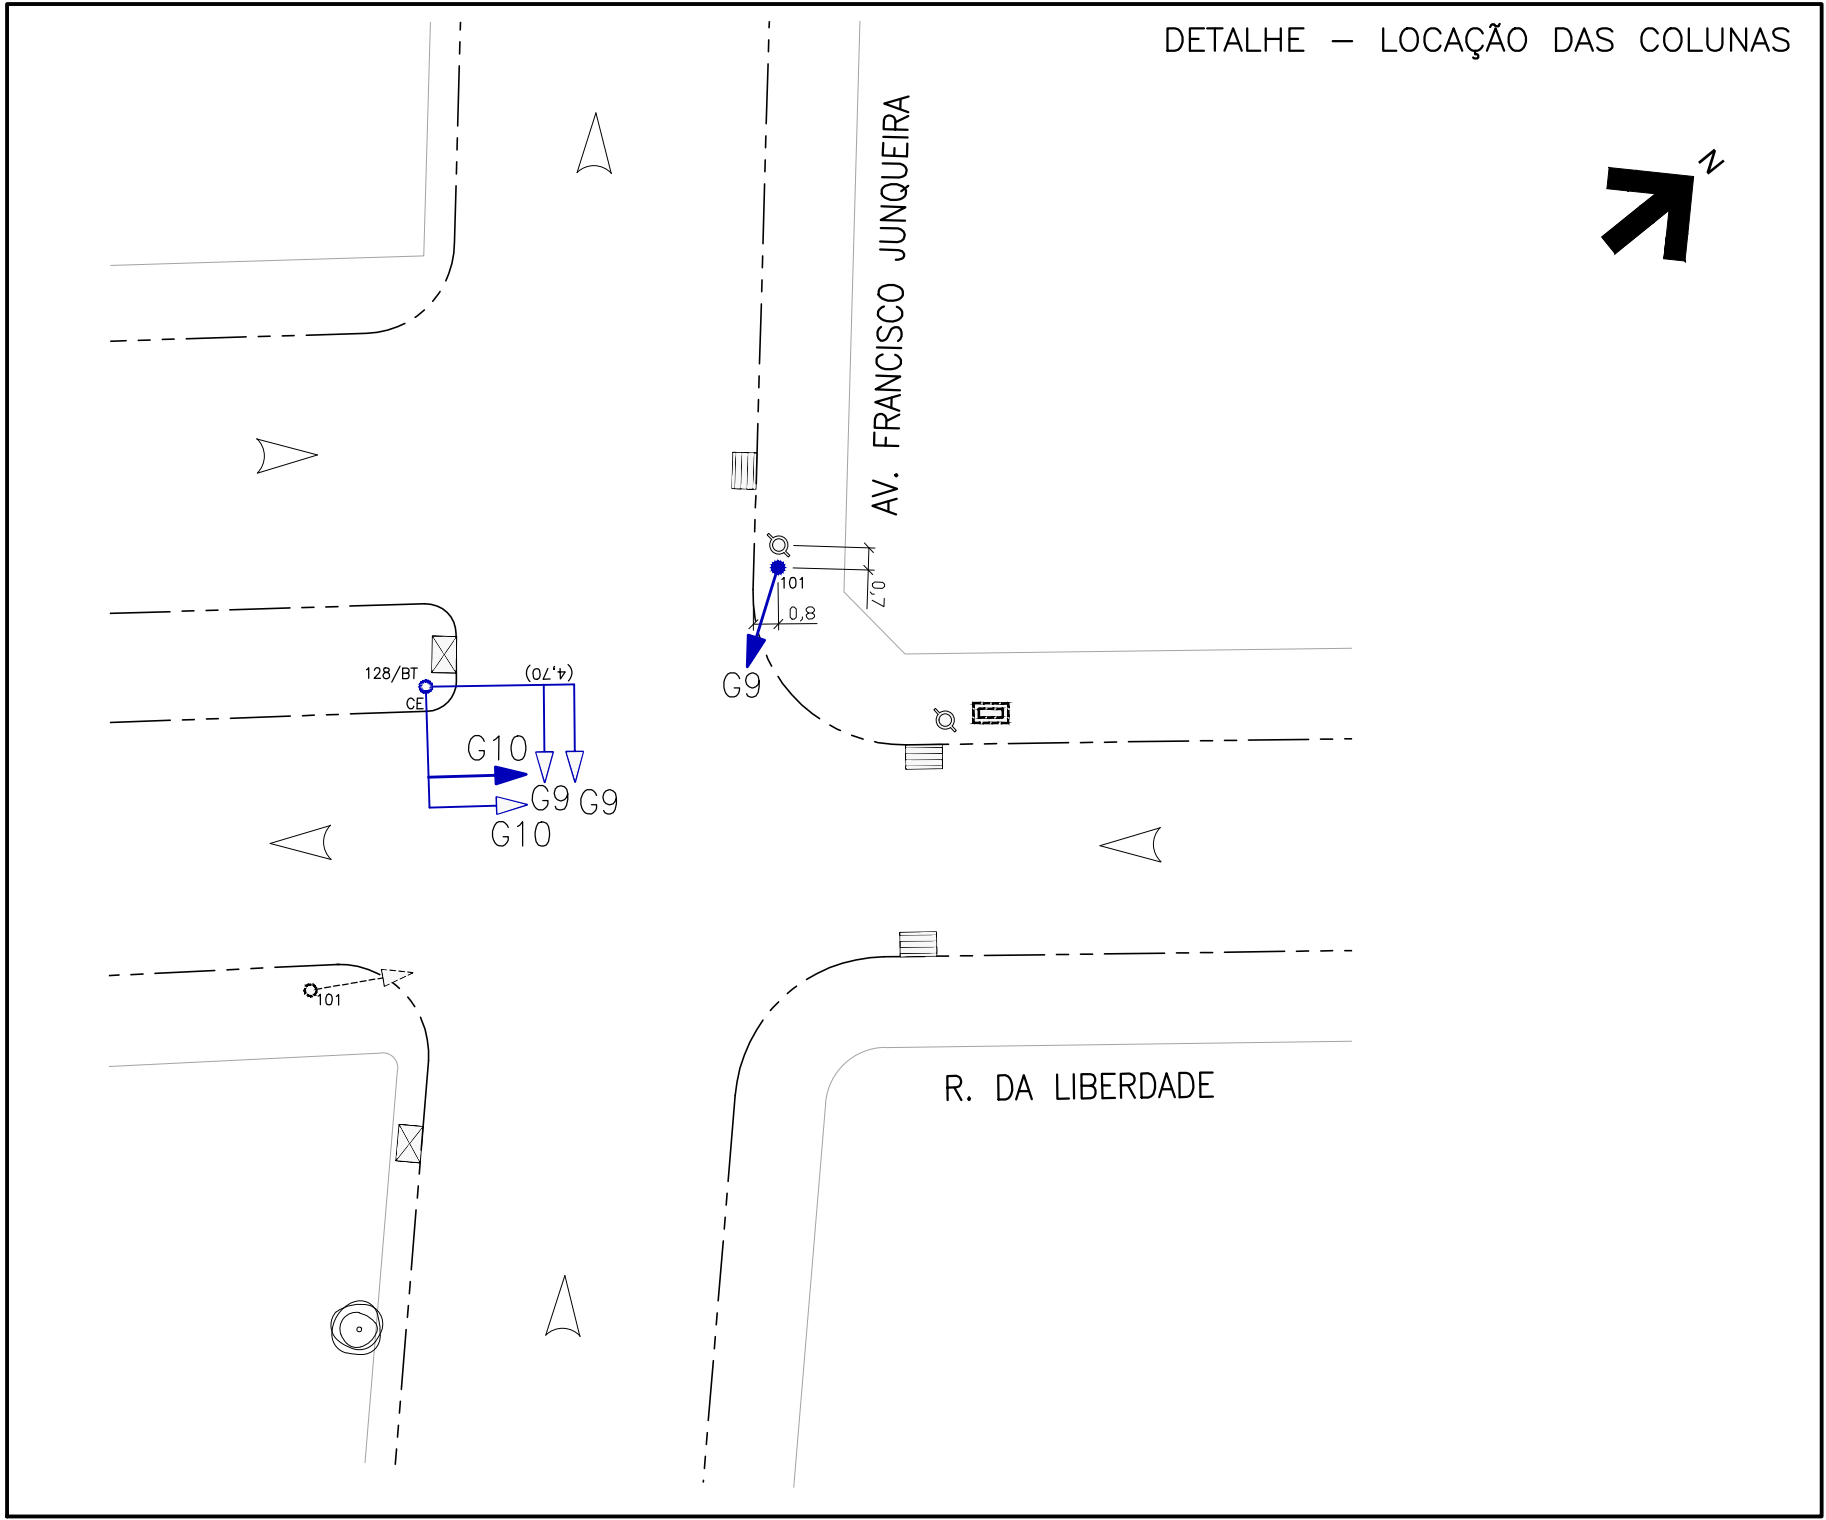 DETALHE – LOCAÇÃO DAS COLUNAS
N
AV. FRANCISCO JUNQUEIRA
101
0,7
0,8
G9
128/BT
(4,70)
CE
G10
G9 G9
G10
101
R. DA LIBERDADE